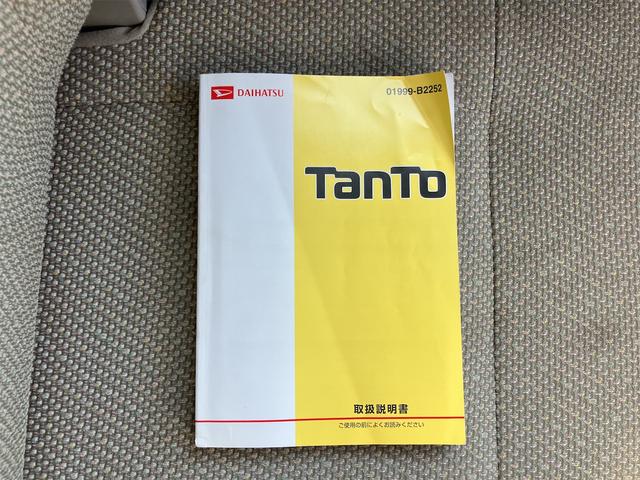 DAIHATSU
01999-B2252
TanTo
取扱説明書
ご使用の前によくお読みください